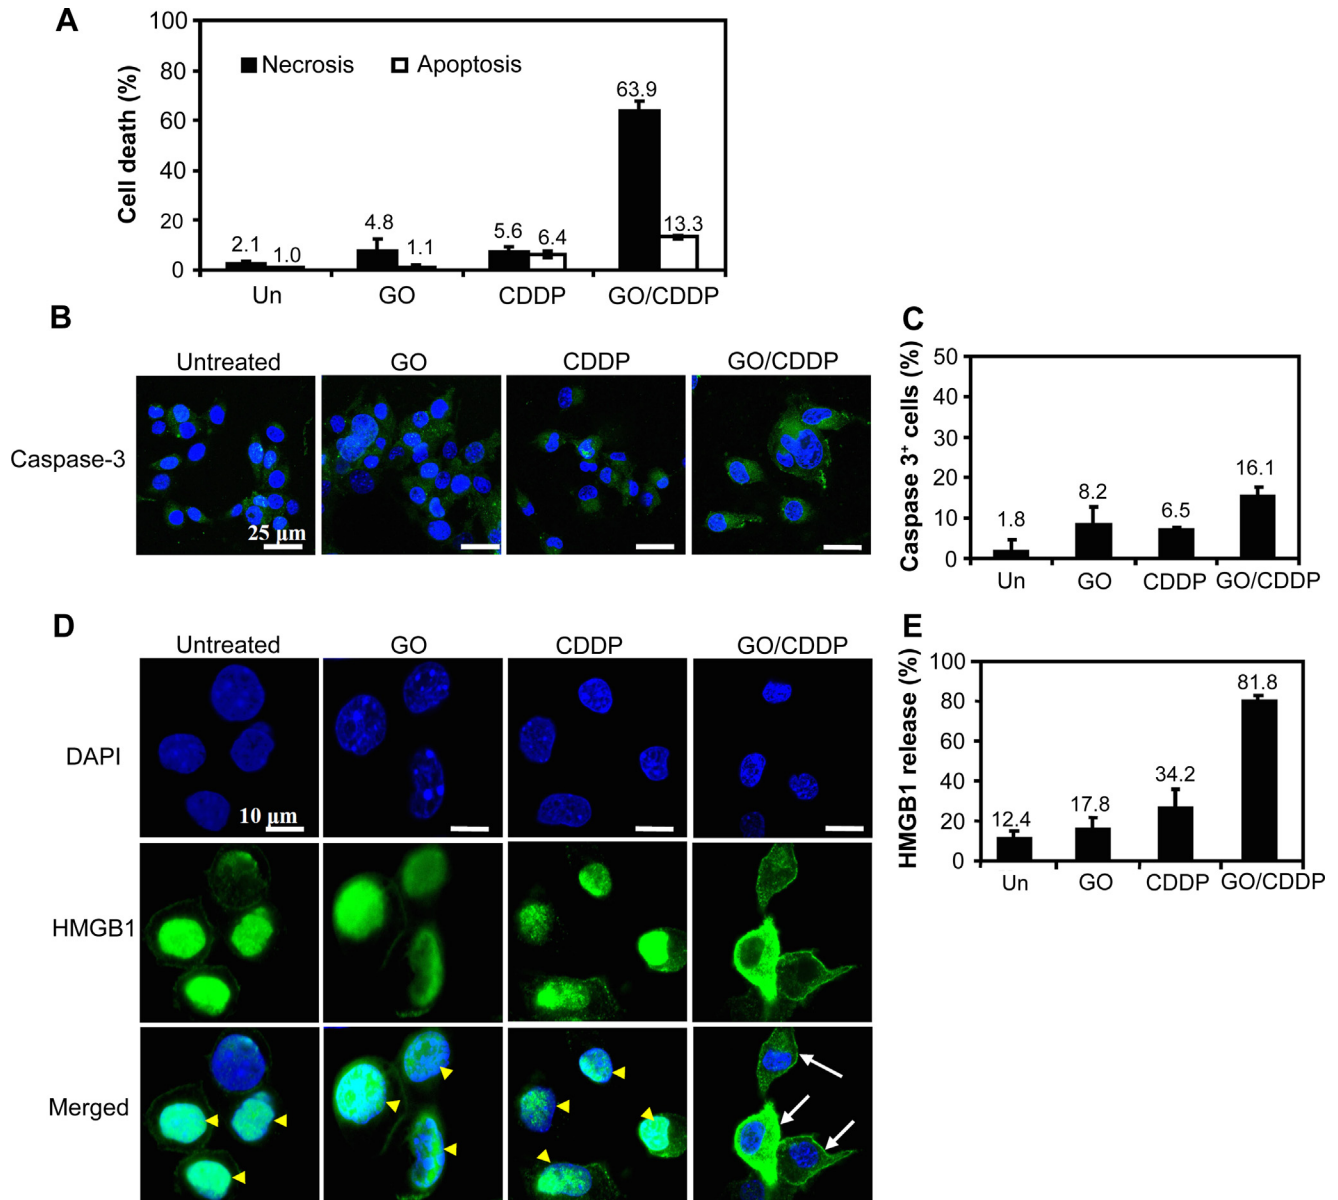 A
Cell death (%)
100
80
60
40
20
0
Necrosis
Apoptosis
2.1
1.0
4.8
1.1
5.6
6.4
63.9
13.3
Un
GO
CDDP
GO/CDDP
B
Untreated
GO
CDDP
GO/CDDP
Caspase-3
25 µm
C
Caspase 3+ cells (%)
50
40
30
20
10
0
1.8
8.2
6.5
16.1
Un
GO
CDDP
GO/CDDP
D
Untreated
GO
CDDP
GO/CDDP
DAPI
10 µm
HMGB1
Merged
E
HMGB1 release (%)
100
80
60
40
20
0
12.4
17.8
34.2
81.8
Un
GO
CDDP
GO/CDDP